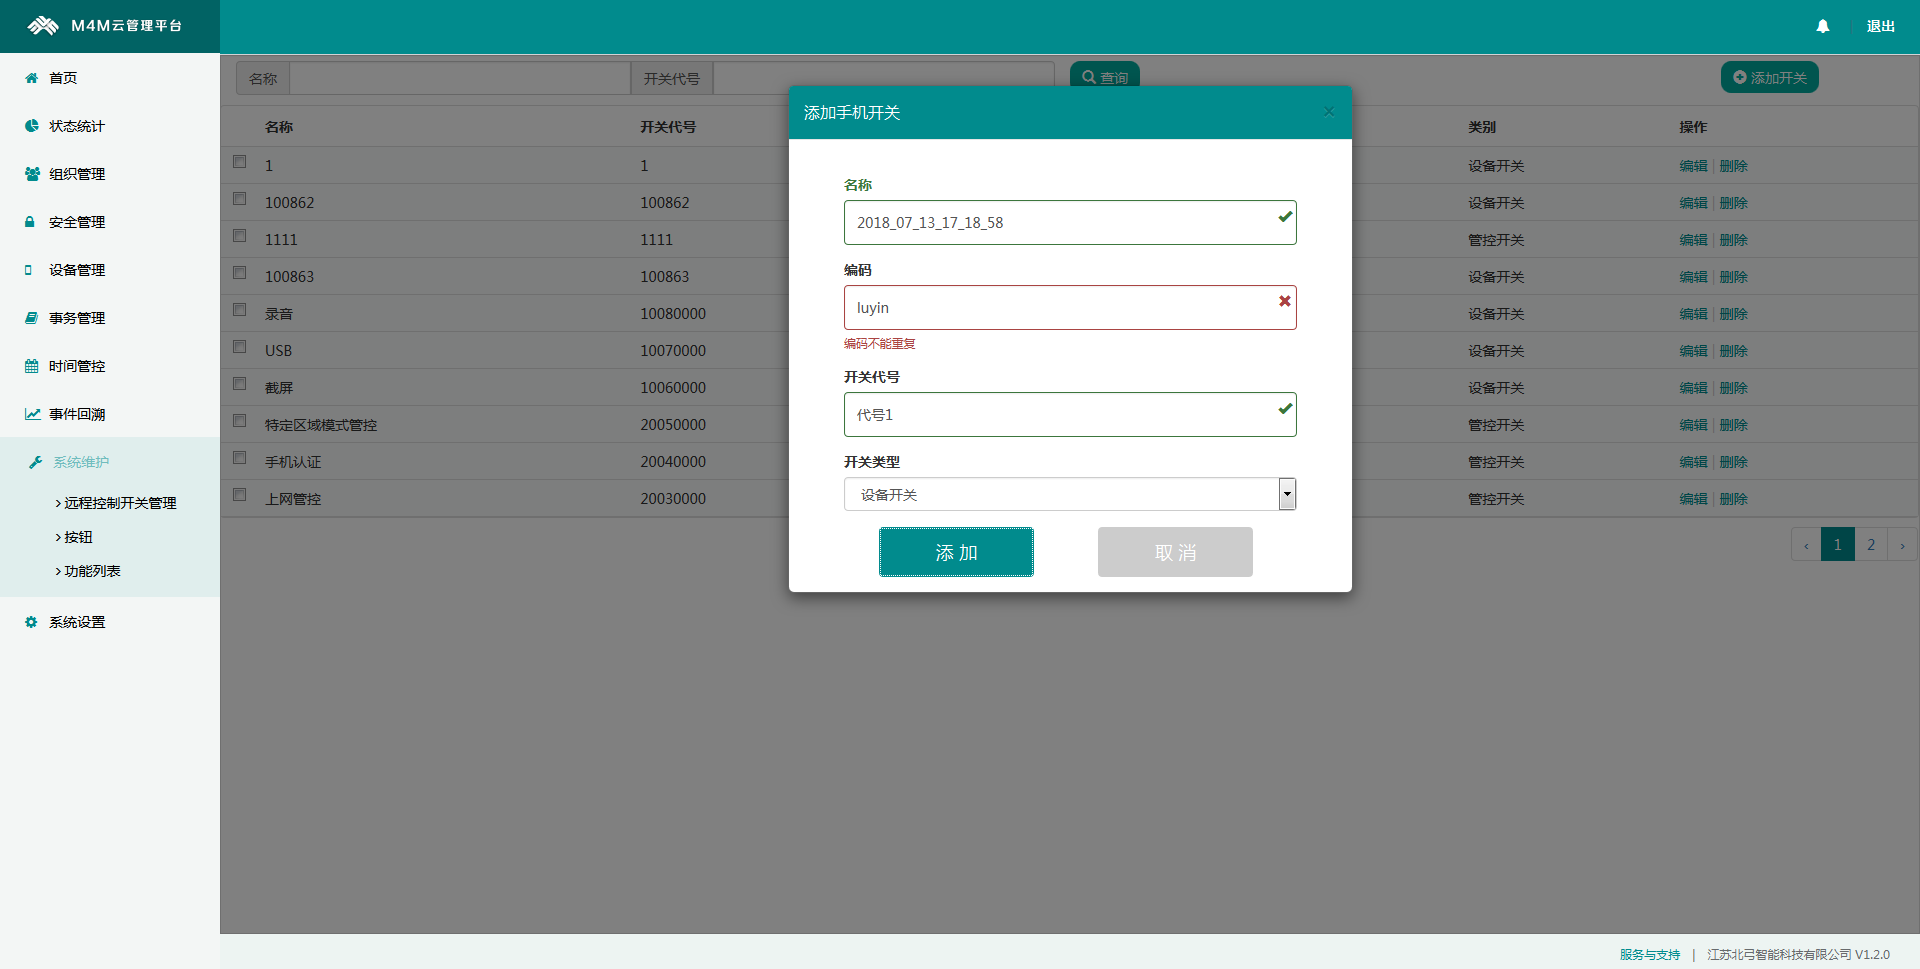 M4M云管理平台
退出
首页
状态统计
组织管理
安全管理
设备管理
事务管理
时间管控
事件回溯
系统维护
远程控制开关管理
按钮
功能列表
系统设置
名称 开关代号 查询 添加开关
名称 开关代号 类别 操作
1 1 设备开关 编辑 | 删除
100862 100862 设备开关 编辑 | 删除
1111 1111 管控开关 编辑 | 删除
100863 100863 设备开关 编辑 | 删除
录音 10080000 设备开关 编辑 | 删除
USB 10070000 设备开关 编辑 | 删除
截屏 10060000 设备开关 编辑 | 删除
特定区域模式管控 20050000 管控开关 编辑 | 删除
手机认证 20040000 管控开关 编辑 | 删除
上网管控 20030000 管控开关 编辑 | 删除
‹ 1 2 ›
添加手机开关 ×
名称
2018_07_13_17_18_58
编码
luyin
编码不能重复
开关代号
代号1
开关类型
设备开关
添 加 取 消
服务与支持 | 江苏北弓智能科技有限公司 V1.2.0